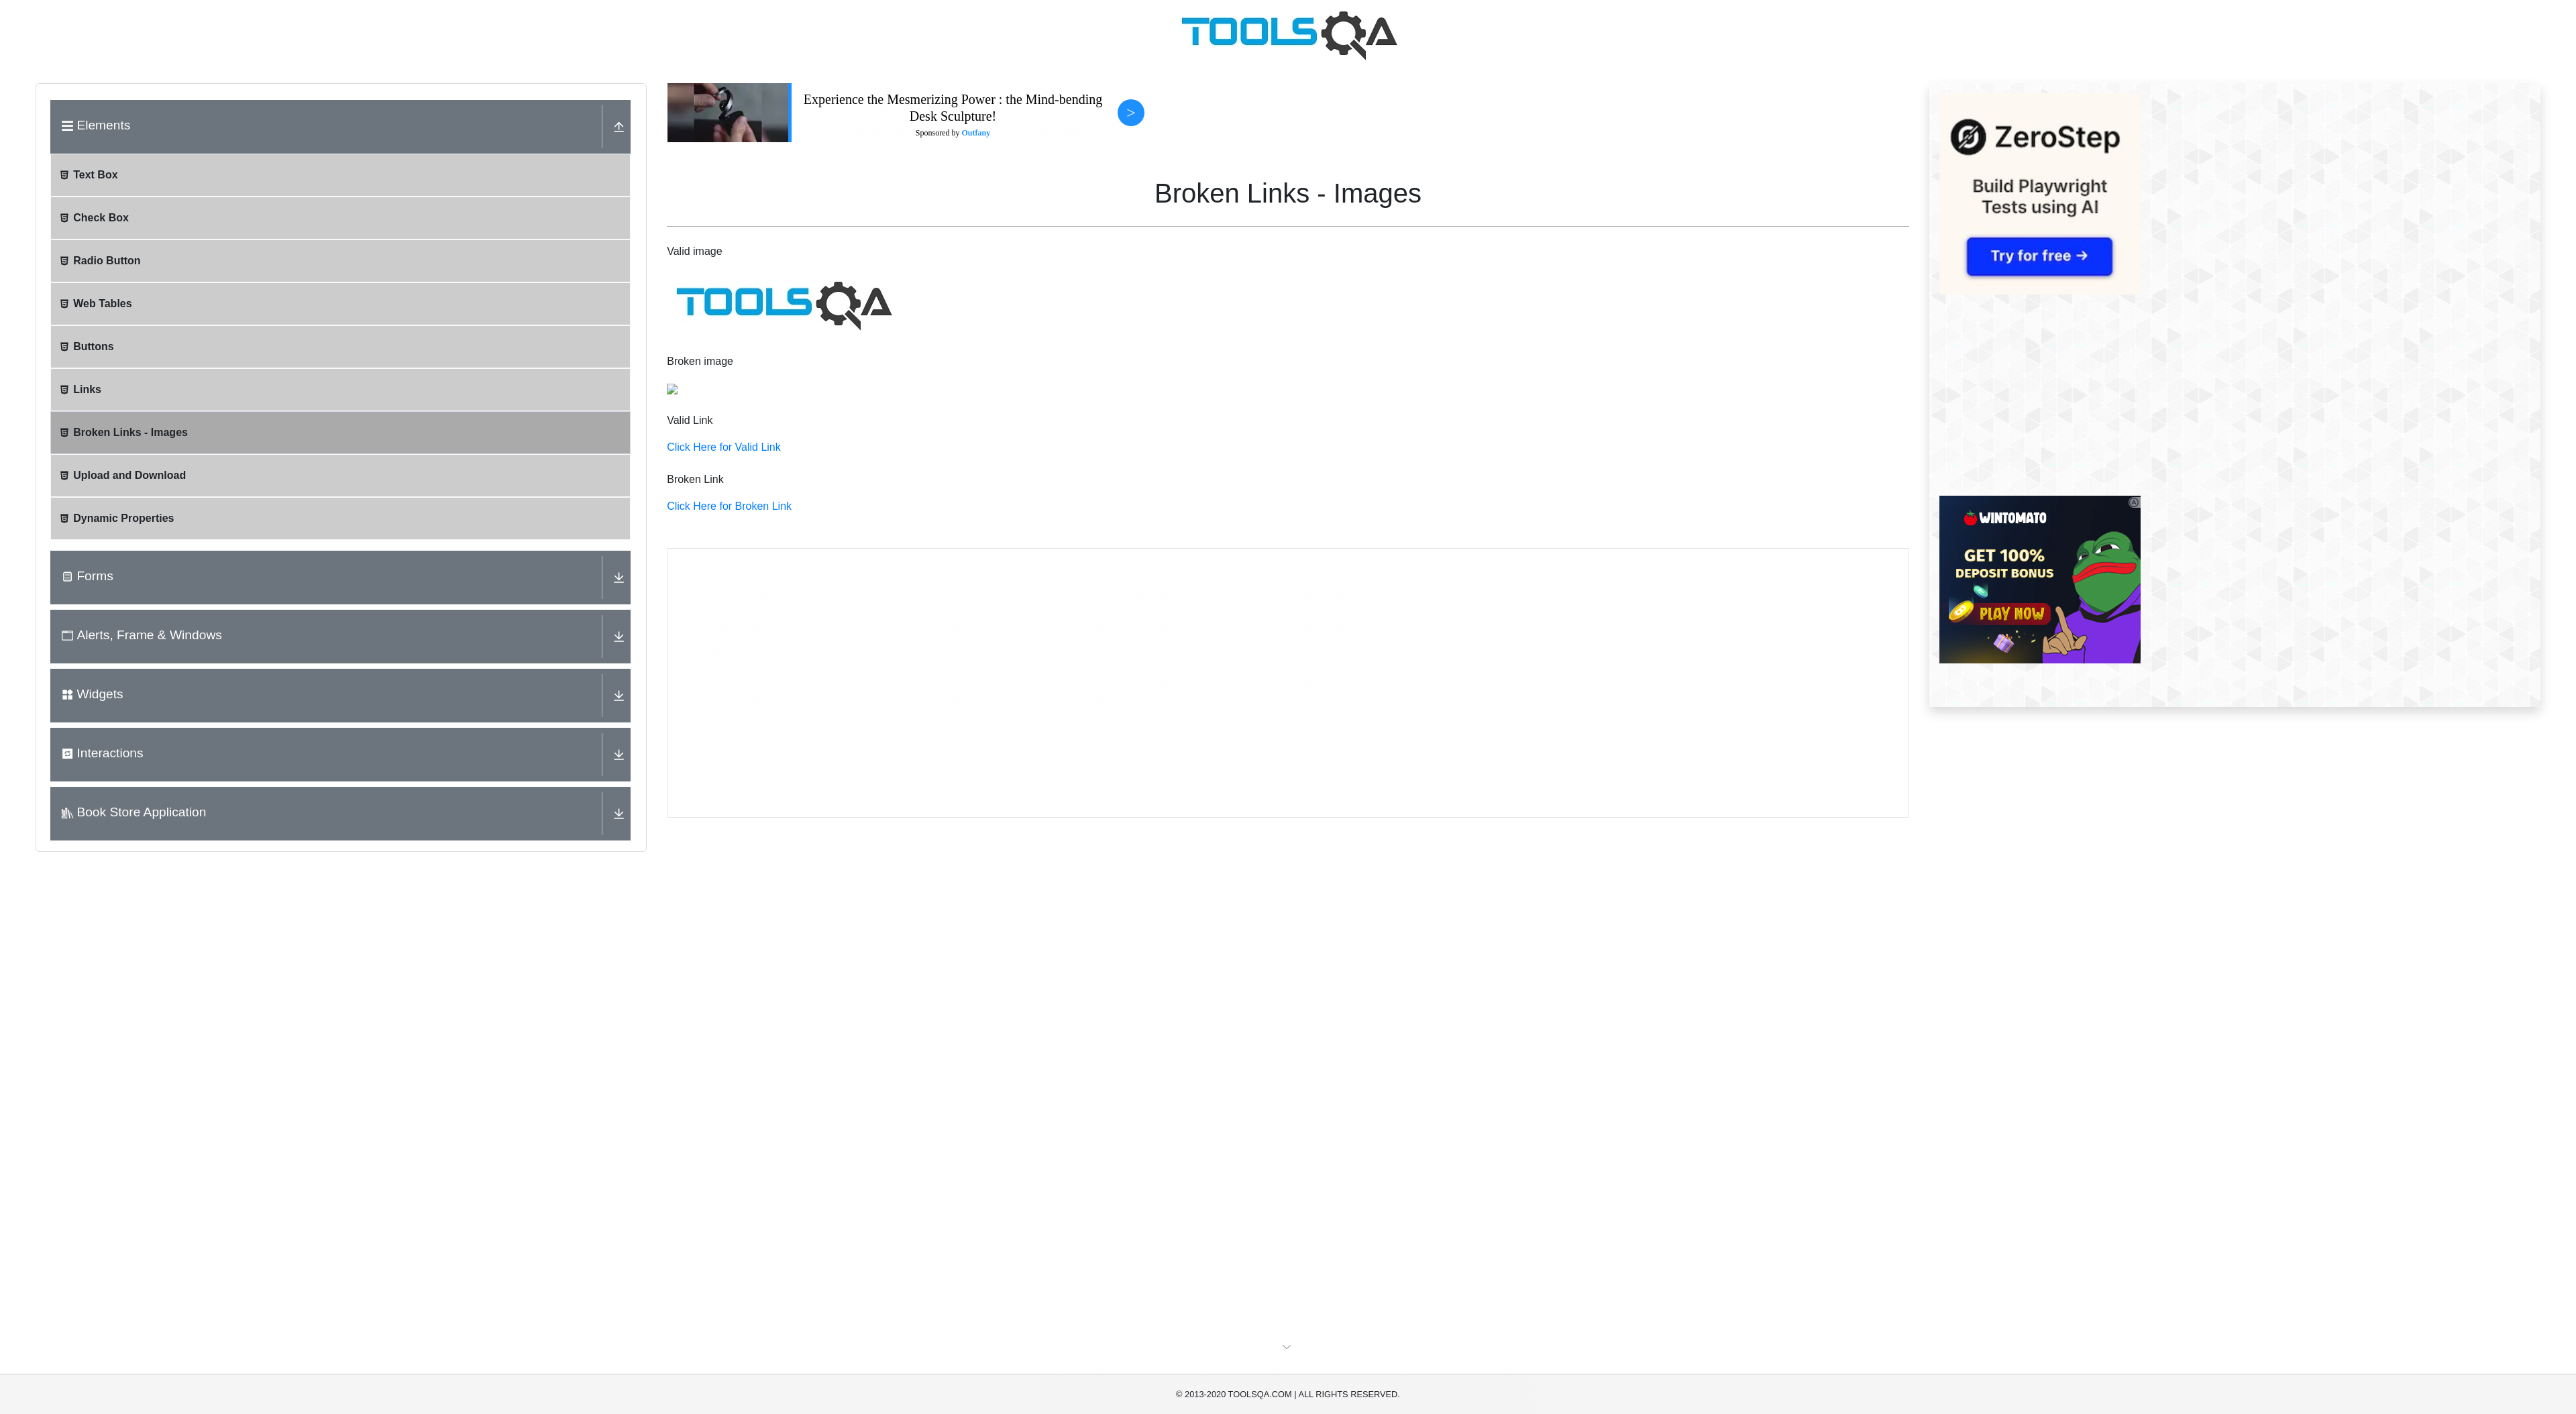 TOOLSQA
Elements
Text Box
Check Box
Radio Button
Web Tables
Buttons
Links
Broken Links - Images
Upload and Download
Dynamic Properties
Forms
Alerts, Frame & Windows
Widgets
Interactions
Book Store Application
Experience the Mesmerizing Power : the Mind-bending
Desk Sculpture!
Sponsored by Outfany
>
Broken Links - Images
Valid image
TOOLSQA
Broken image
Valid Link
Click Here for Valid Link
Broken Link
Click Here for Broken Link
ZeroStep
Build Playwright
Tests using AI
Try for free →
WINTOMATO
GET 100%
DEPOSIT BONUS
PLAY NOW
© 2013-2020 TOOLSQA.COM | ALL RIGHTS RESERVED.